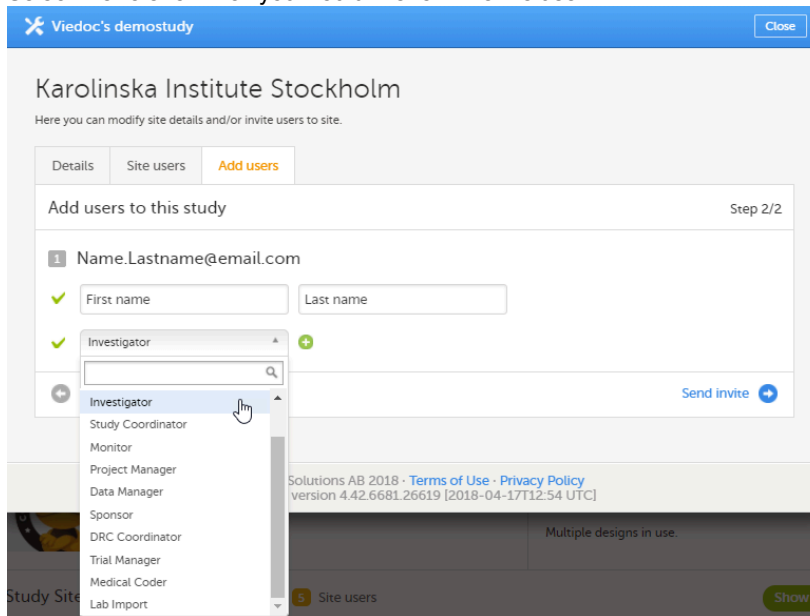 Viedoc's demostudy
Close
Karolinska Institute Stockholm
Here you can modify site details and/or invite users to site.
Details
Site users
Add users
Add users to this study
Step 2/2
1 Name.Lastname@email.com
First name
Last name
Investigator
Investigator
Study Coordinator
Monitor
Project Manager
Data Manager
Sponsor
DRC Coordinator
Trial Manager
Medical Coder
Lab Import
Send invite
Solutions AB 2018 · Terms of Use · Privacy Policy
version 4.42.6681.26619 [2018-04-17T12:54 UTC]
Multiple designs in use.
Study Site
5 Site users
Show